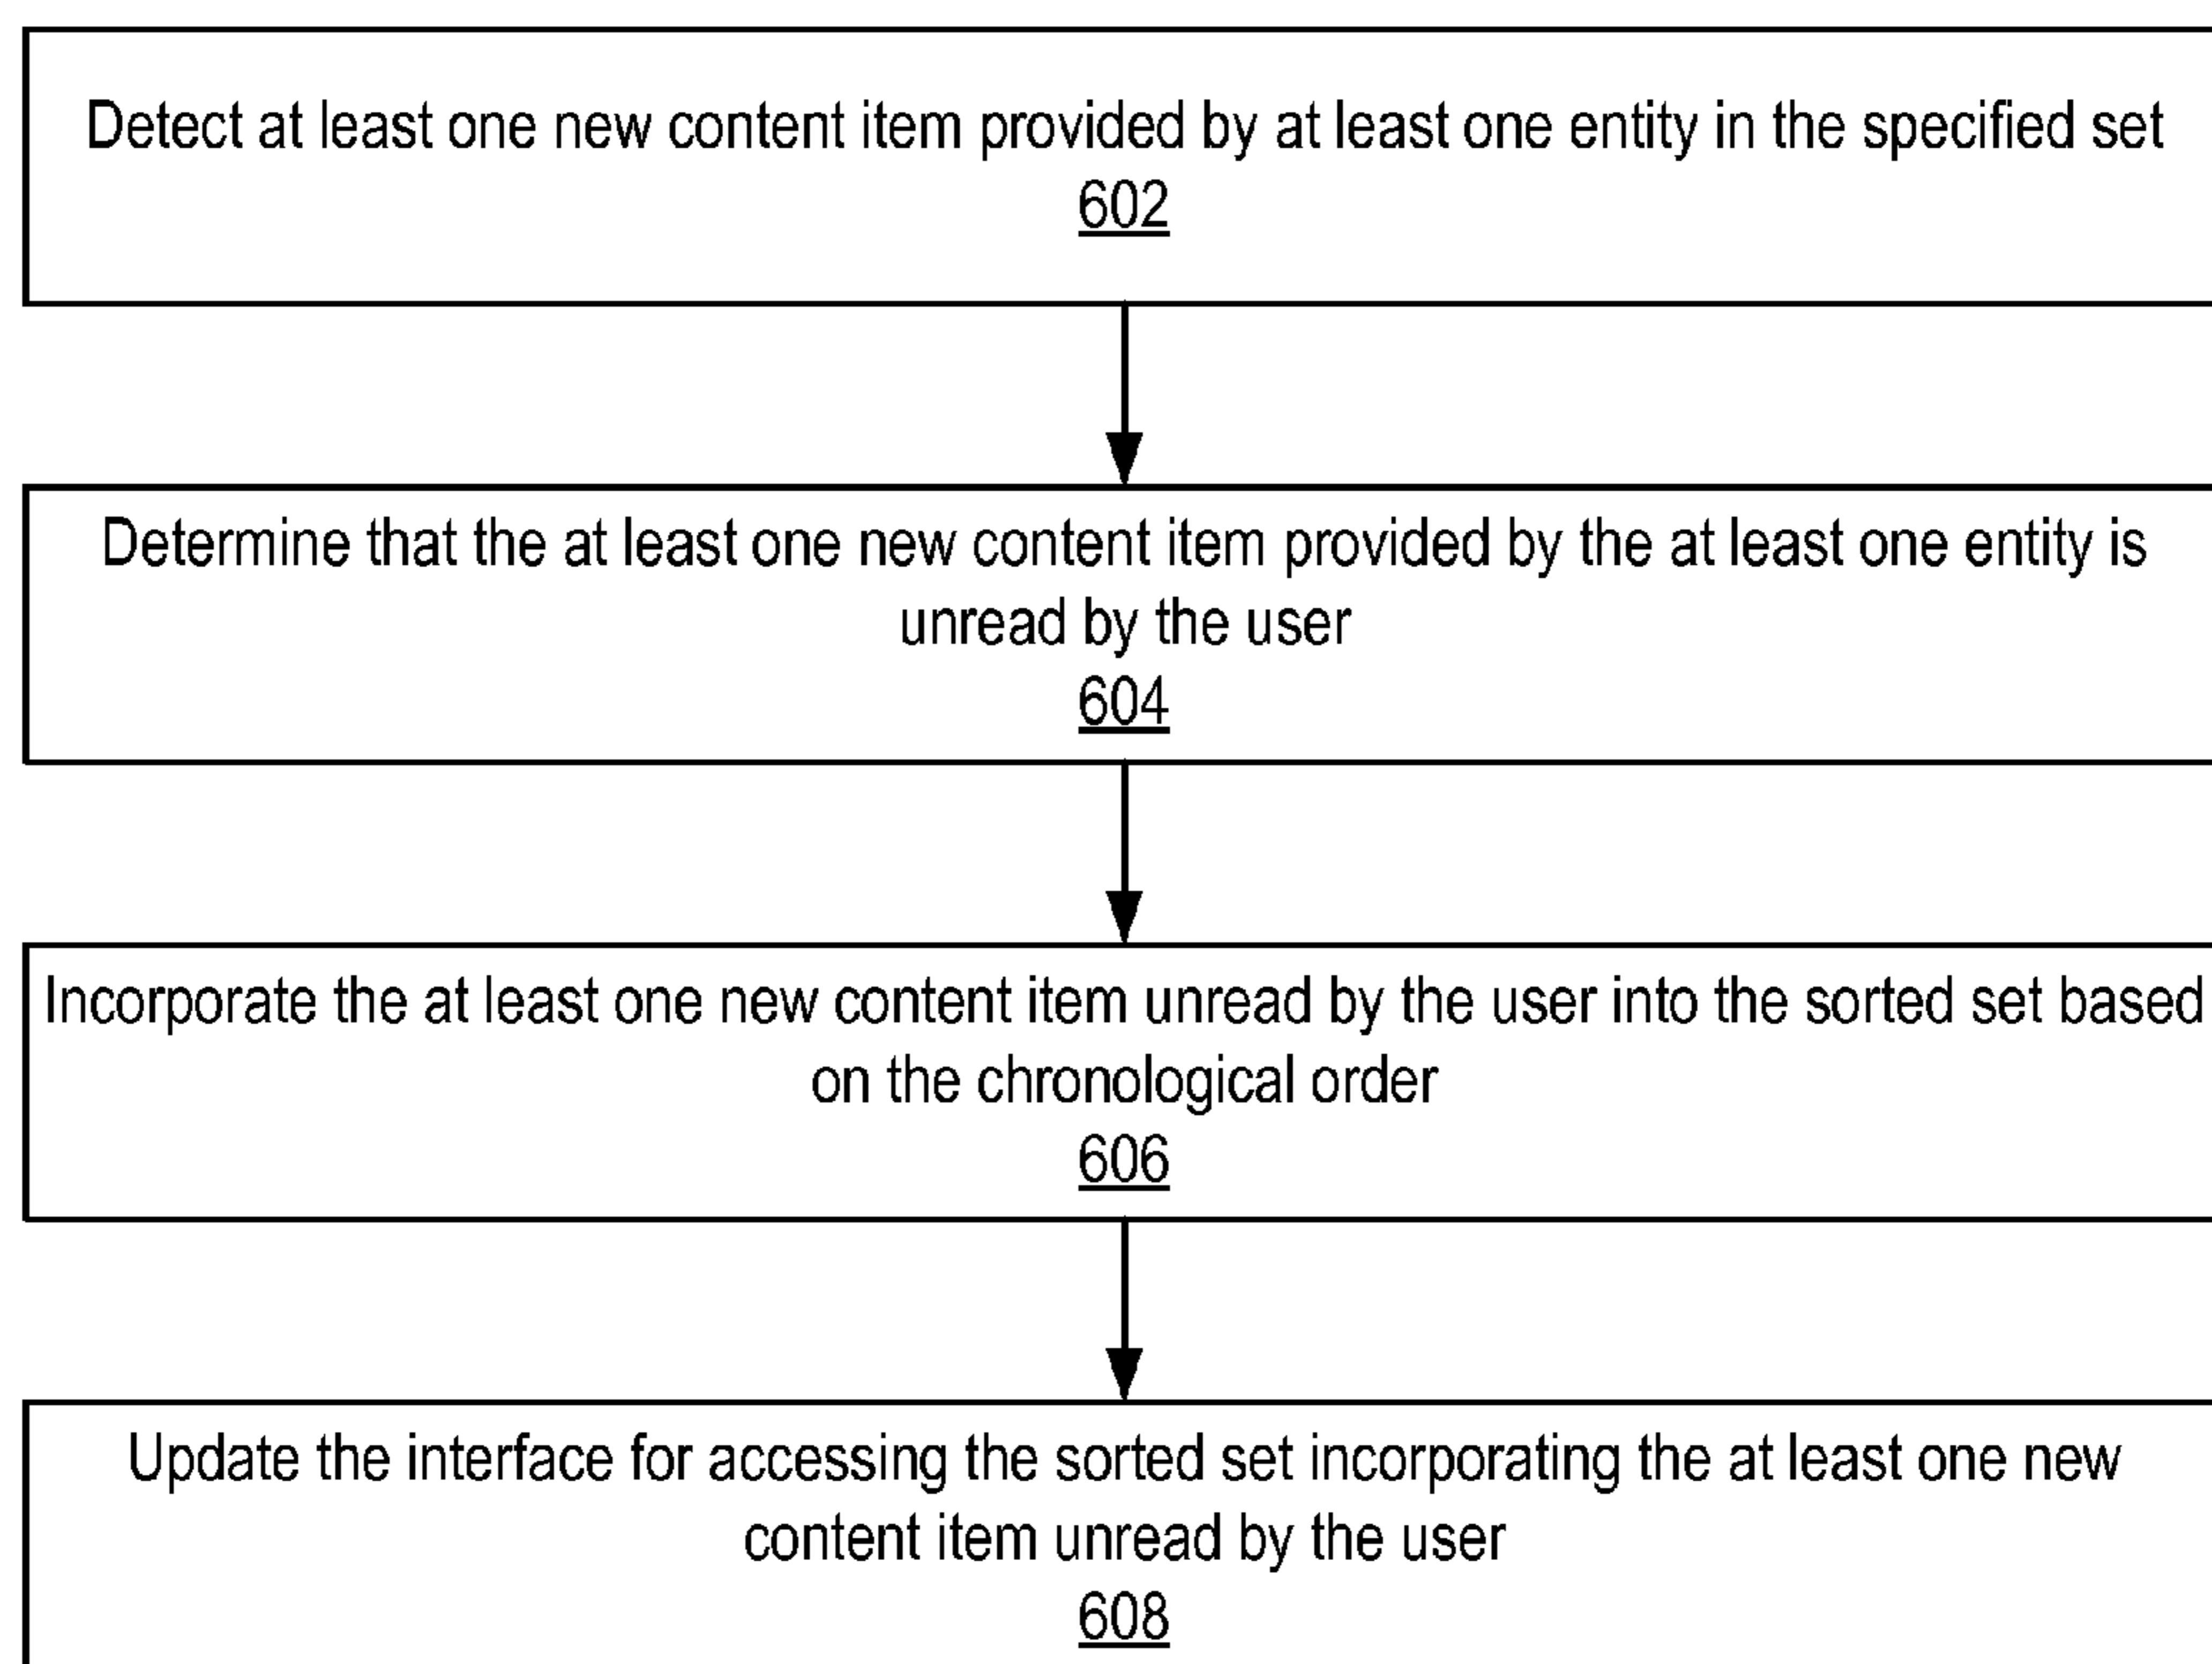 Detect at least one new content item provided by at least one entity in the specified set
602
Determine that the at least one new content item provided by the at least one entity is
unread by the user
604
Incorporate the at least one new content item unread by the user into the sorted set based
on the chronological order
606
Update the interface for accessing the sorted set incorporating the at least one new
content item unread by the user
608